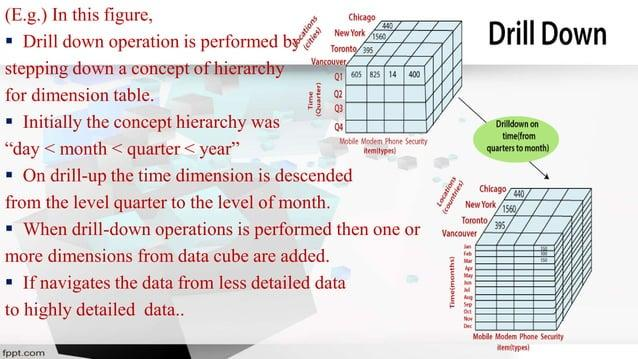 (E.g.) In this figure,
▪ Drill down operation is performed by
stepping down a concept of hierarchy
for dimension table.
▪ Initially the concept hierarchy was
“day < month < quarter < year”
▪ On drill-up the time dimension is descended
from the level quarter to the level of month.
▪ When drill-down operations is performed then one or
more dimensions from data cube are added.
▪ If navigates the data from less detailed data
to highly detailed data..
Drill Down
Locations
(cities)
Chicago
New York
Toronto
Vancouver
440
1560
395
Time
(Quarter)
Q1
Q2
Q3
Q4
605 825 14 400
Mobile Modem Phone Security
item(types)
Drilldown on
time(from
quarters to month)
Locations
(countries)
Chicago
New York
Toronto
Vancouver
440
1560
395
Time(months)
Jan
Feb
Mar
Apr
May
Jun
Jul
Aug
Sep
Oct
Nov
Dec
150
100
150
Mobile Modem Phone Security
item(types)
fppt.com